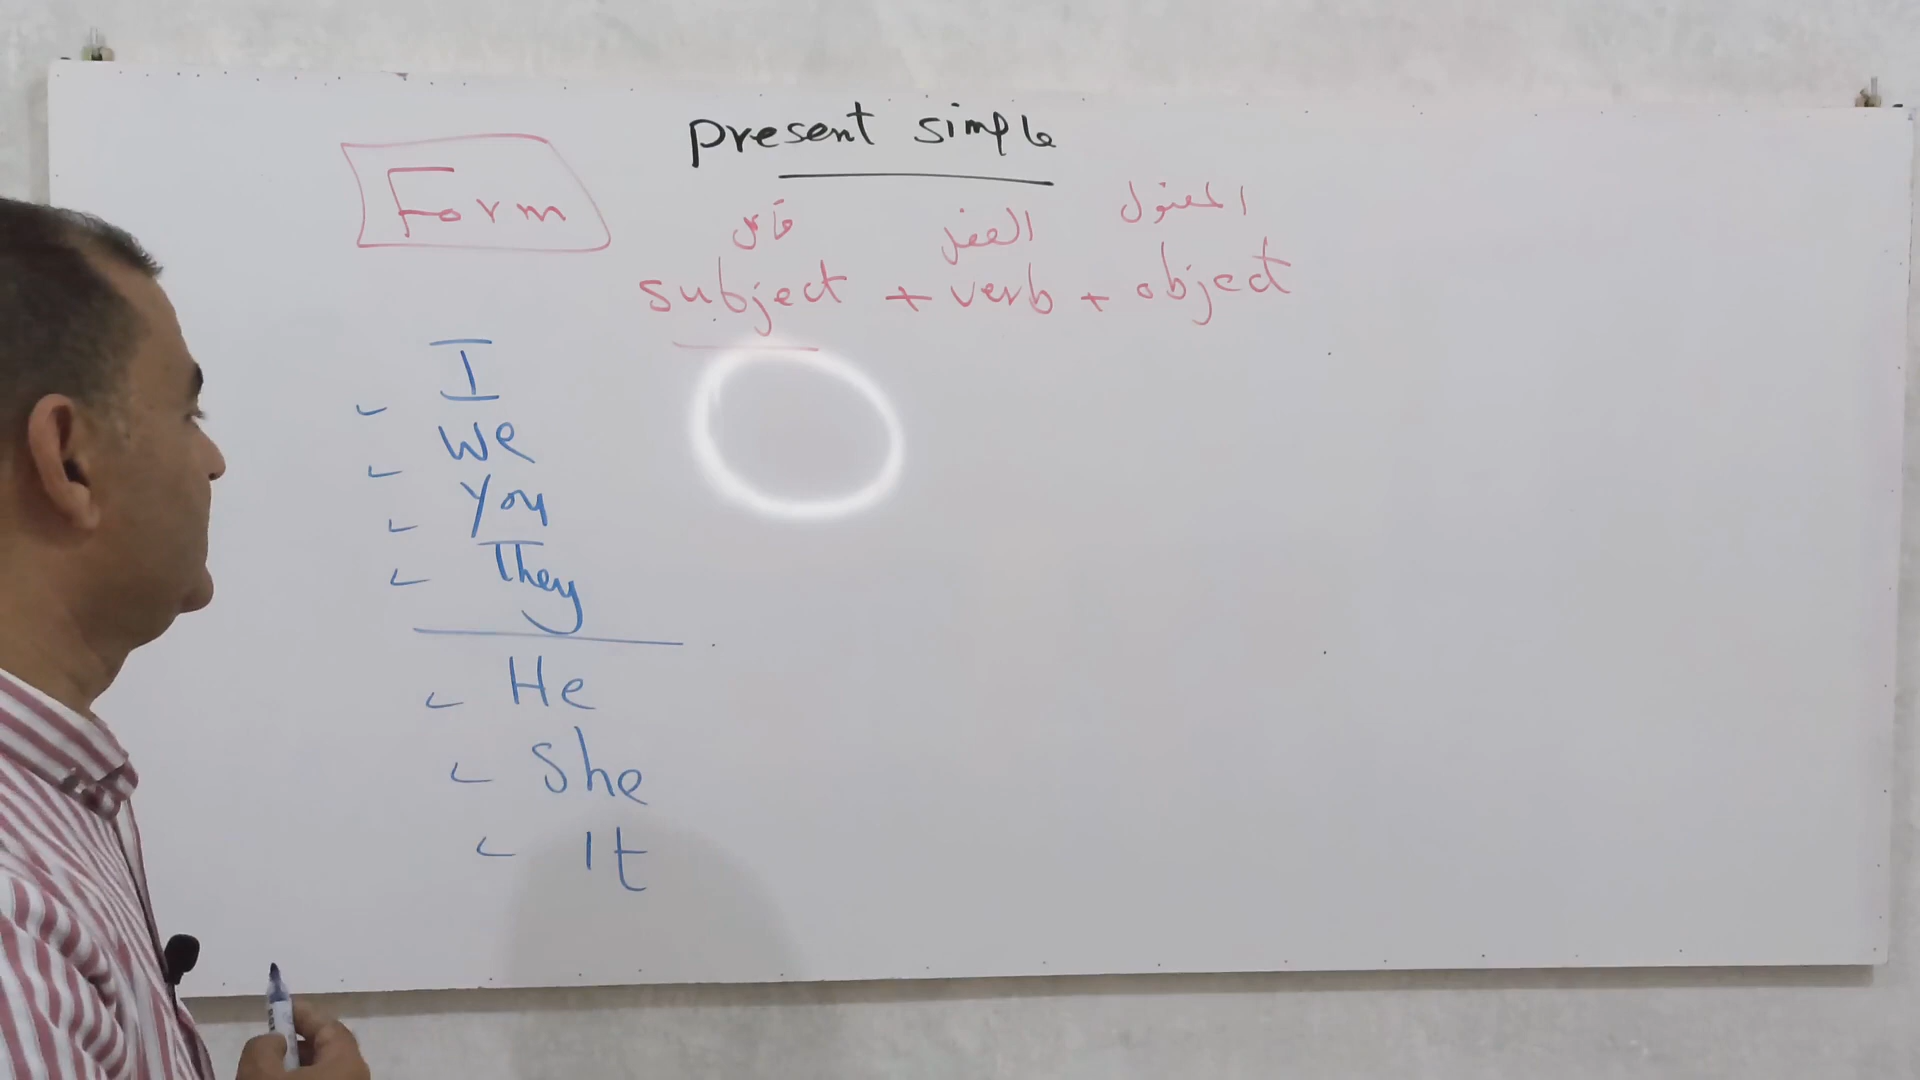 present simple
Form
فاعل الفعل المفعول
subject + verb + object
I
We
You
They
He
She
It